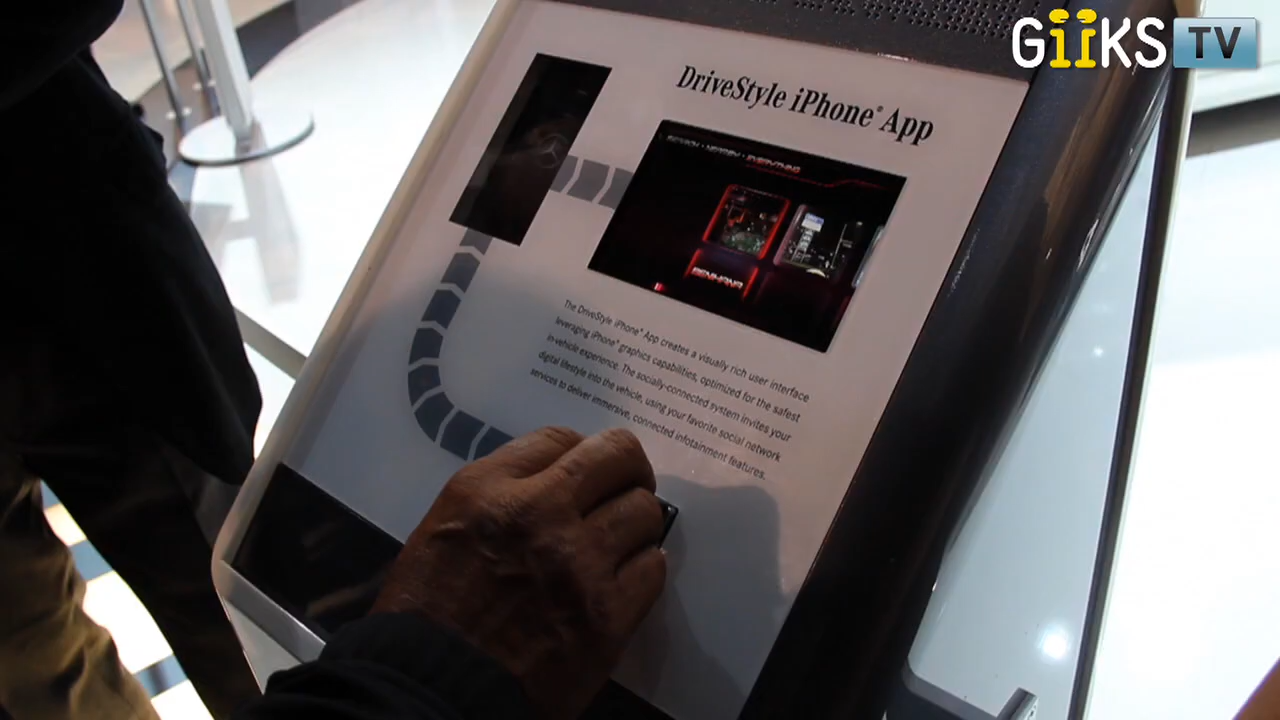 GiiKS TV
DriveStyle iPhone® App
EVERYTHING
BENIHANA
The DriveStyle iPhone® App creates a visually rich user interface
leveraging iPhone® graphics capabilities, optimized for the safest
in-vehicle experience. The socially-connected system invites your
digital lifestyle into the vehicle, using your favorite social network
services to deliver immersive, connected infotainment features.